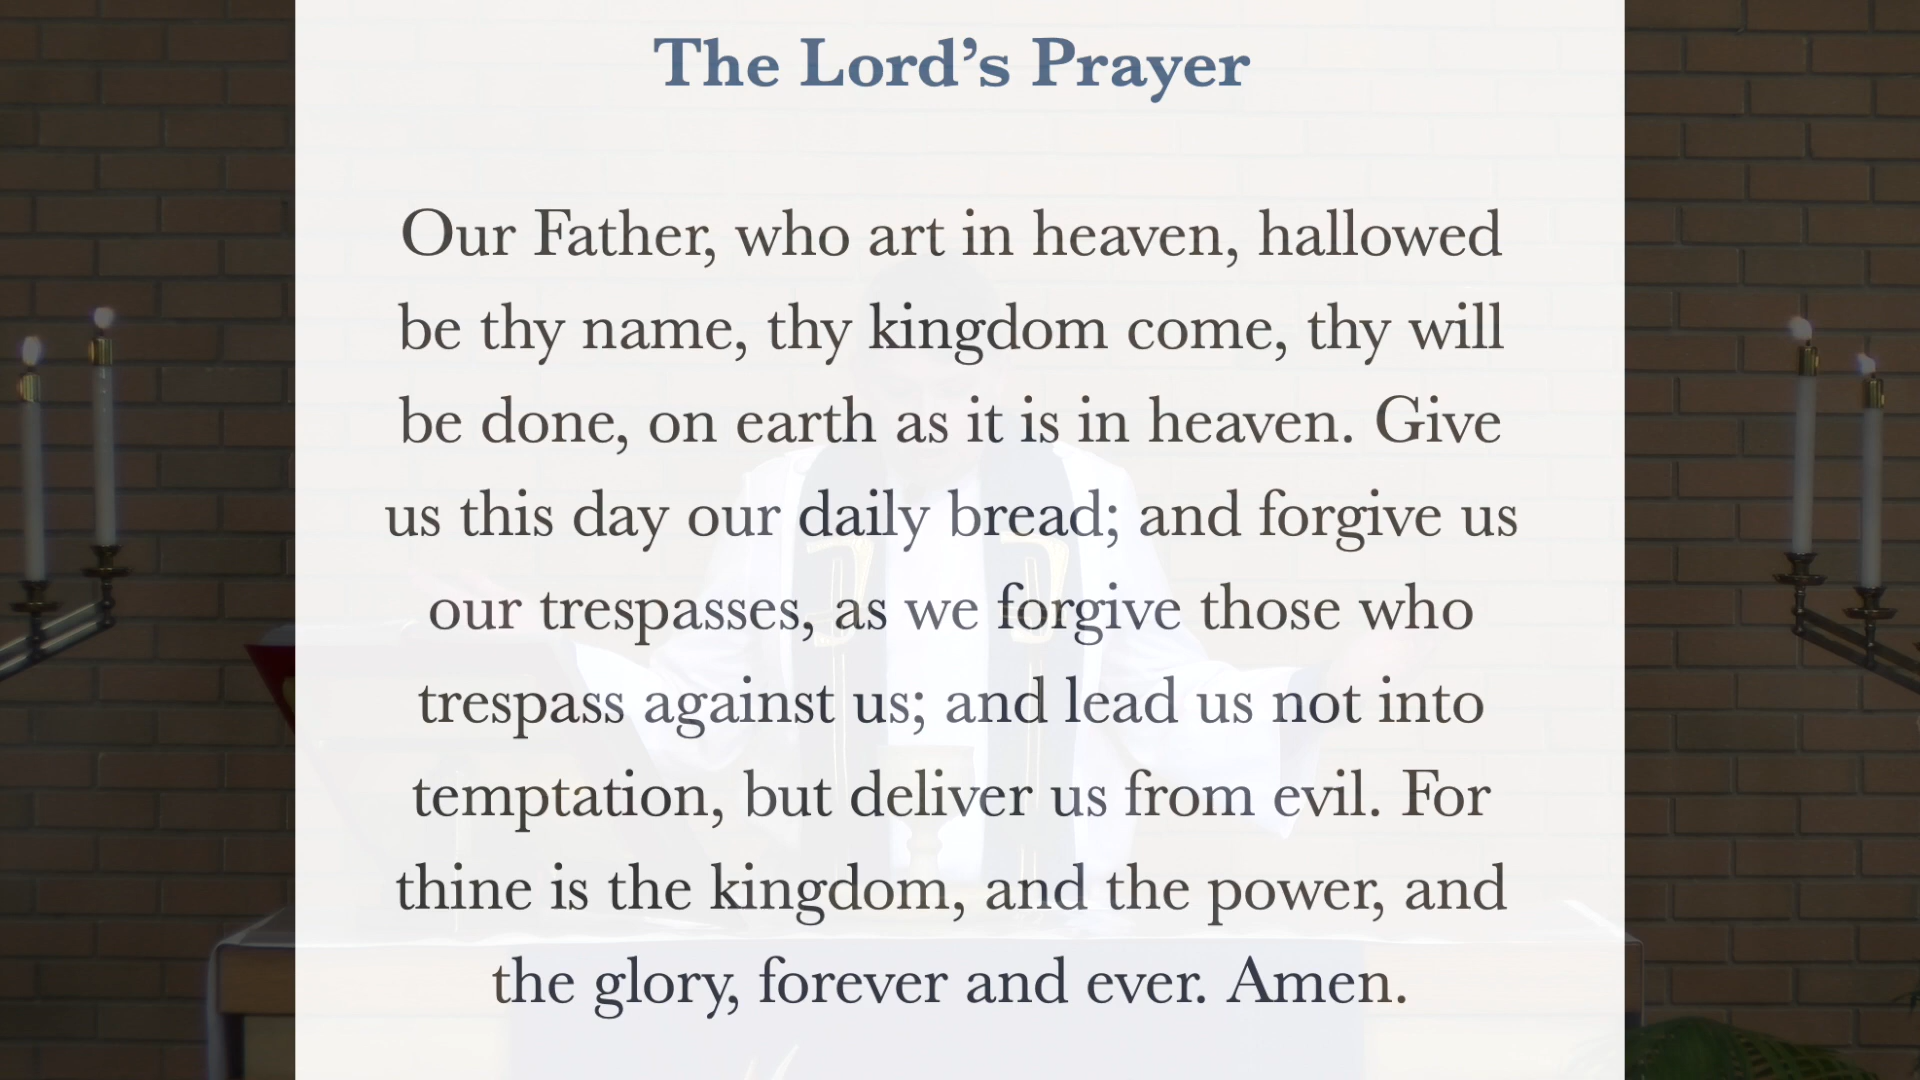 The Lord’s Prayer
Our Father, who art in heaven, hallowed
be thy name, thy kingdom come, thy will
be done, on earth as it is in heaven. Give
us this day our daily bread; and forgive us
our trespasses, as we forgive those who
trespass against us; and lead us not into
temptation, but deliver us from evil. For
thine is the kingdom, and the power, and
the glory, forever and ever. Amen.